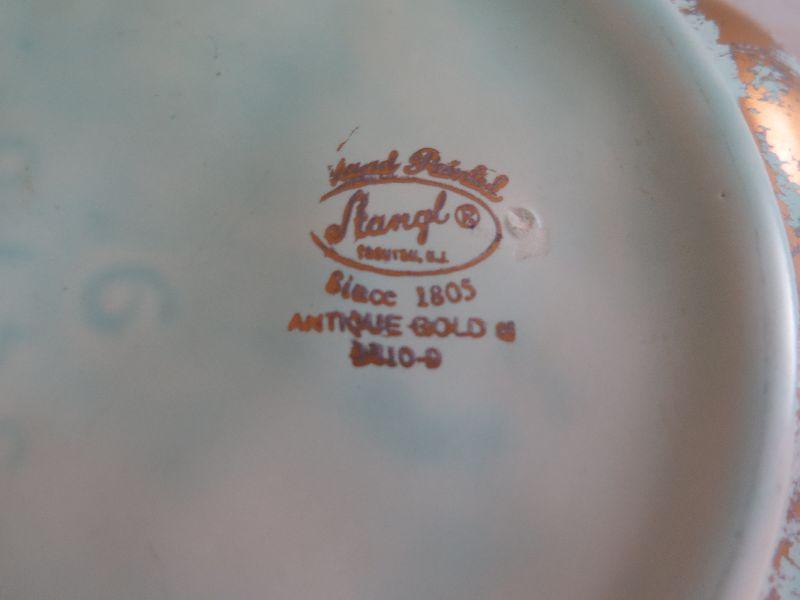 Hand Painted
Stangl ®
TRENTON, N.J.
Since 1805
ANTIQUE GOLD ©